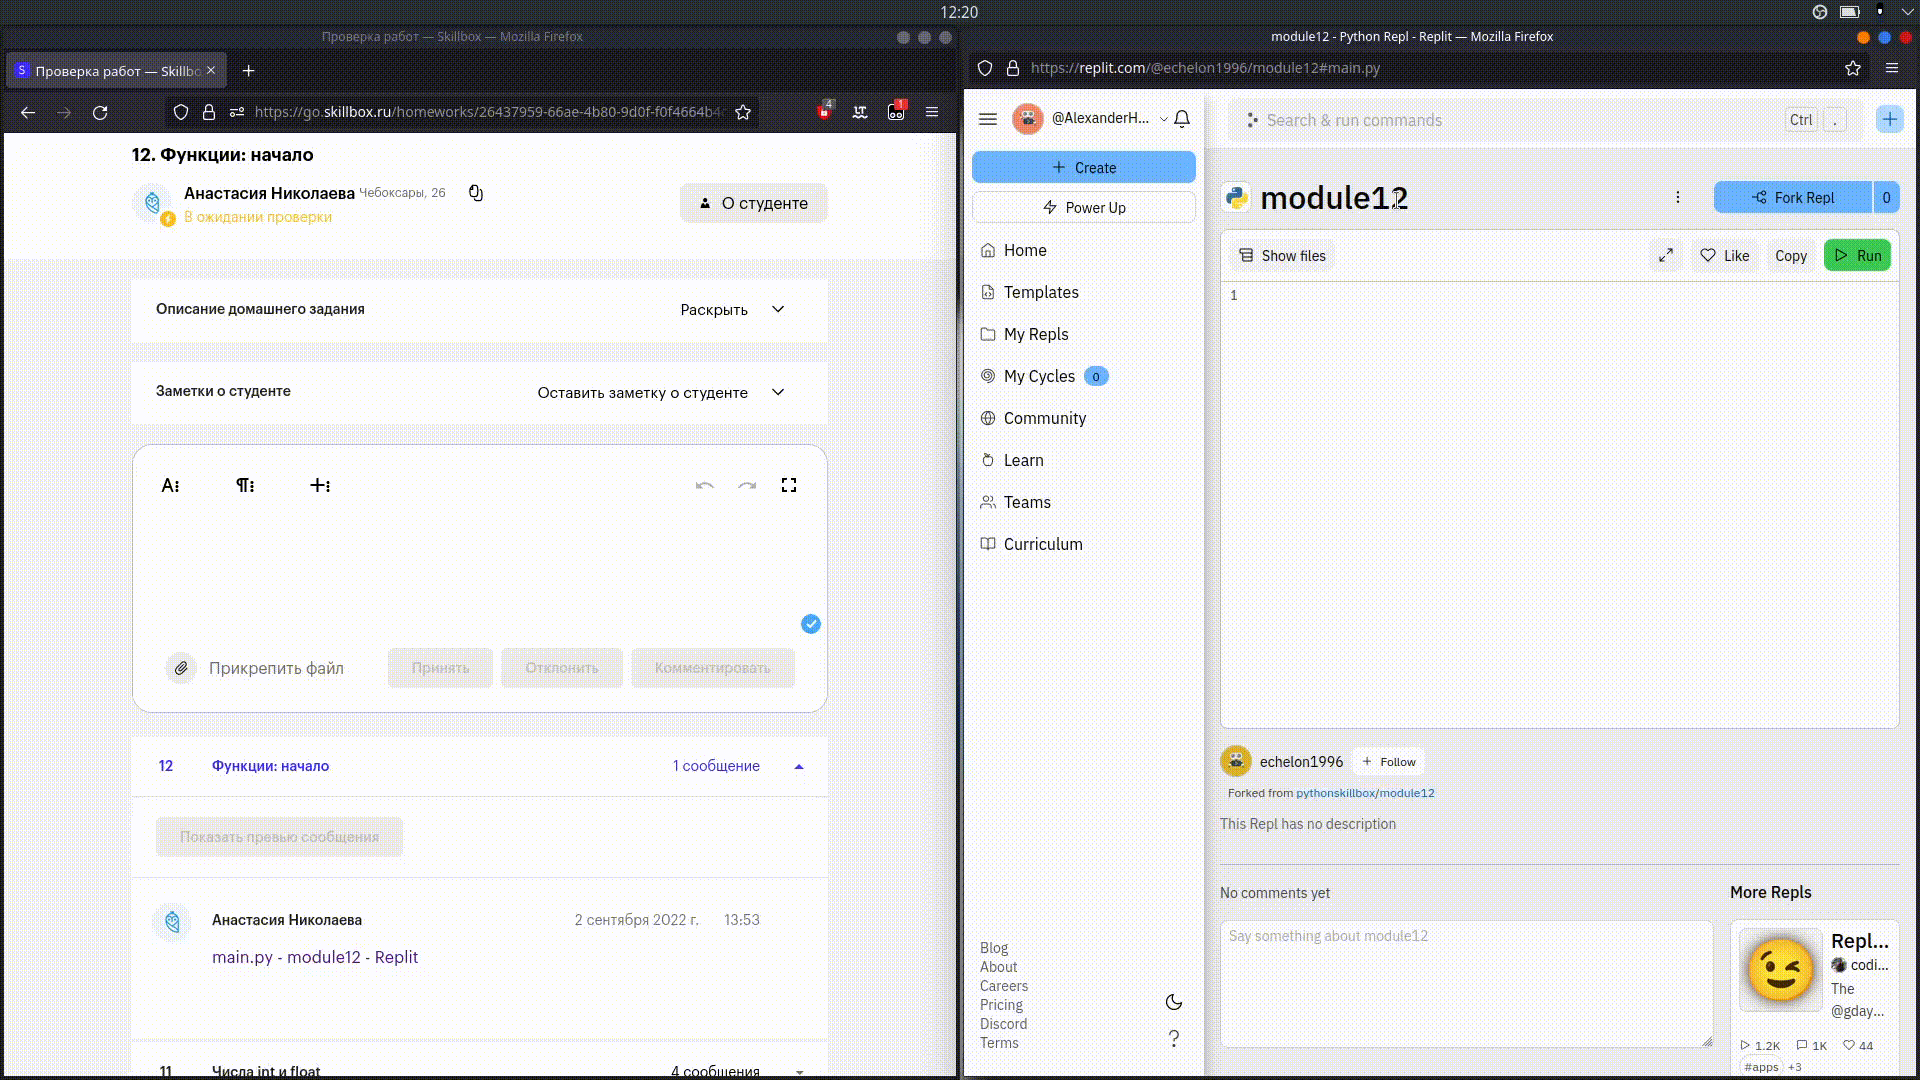 12:20
Проверка работ — Skillbox — Mozilla Firefox
Проверка работ — Skillbo
https://go.skillbox.ru/homeworks/26437959-66ae-4b80-9d0f-f0f4664b4
4
1
12. Функции: начало
Анастасия Николаева Чебоксары, 26
В ожидании проверки
О студенте
Описание домашнего задания
Раскрыть
Заметки о студенте
Оставить заметку о студенте
Прикрепить файл
Принять
Отклонить
Комментировать
12 Функции: начало 1 сообщение
Показать превью сообщения
Анастасия Николаева 2 сентября 2022 г. 13:53
main.py - module12 - Replit
11 Числа int и float 4 сообщения
module12 - Python Repl - Replit — Mozilla Firefox
https://replit.com/@echelon1996/module12#main.py
@AlexanderH...
Search & run commands
Ctrl .
+ Create
Power Up
Home
Templates
My Repls
My Cycles 0
Community
Learn
Teams
Curriculum
Blog
About
Careers
Pricing
Discord
Terms
module12
Fork Repl 0
Show files
Like
Copy
Run
1
echelon1996
+ Follow
Forked from pythonskillbox/module12
This Repl has no description
No comments yet
Say something about module12
More Repls
Repl...
codi...
The
@gday...
1.2K 1K 44
#apps +3